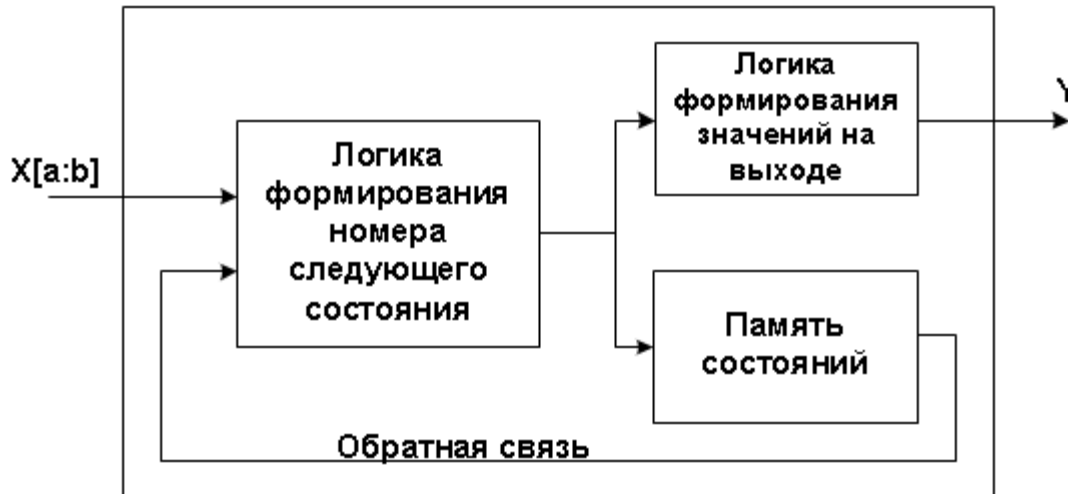 X[a:b]
Логика
формирования
номера
следующего
состояния
Логика
формирования
значений на
выходе
Y
Память
состояний
Обратная связь